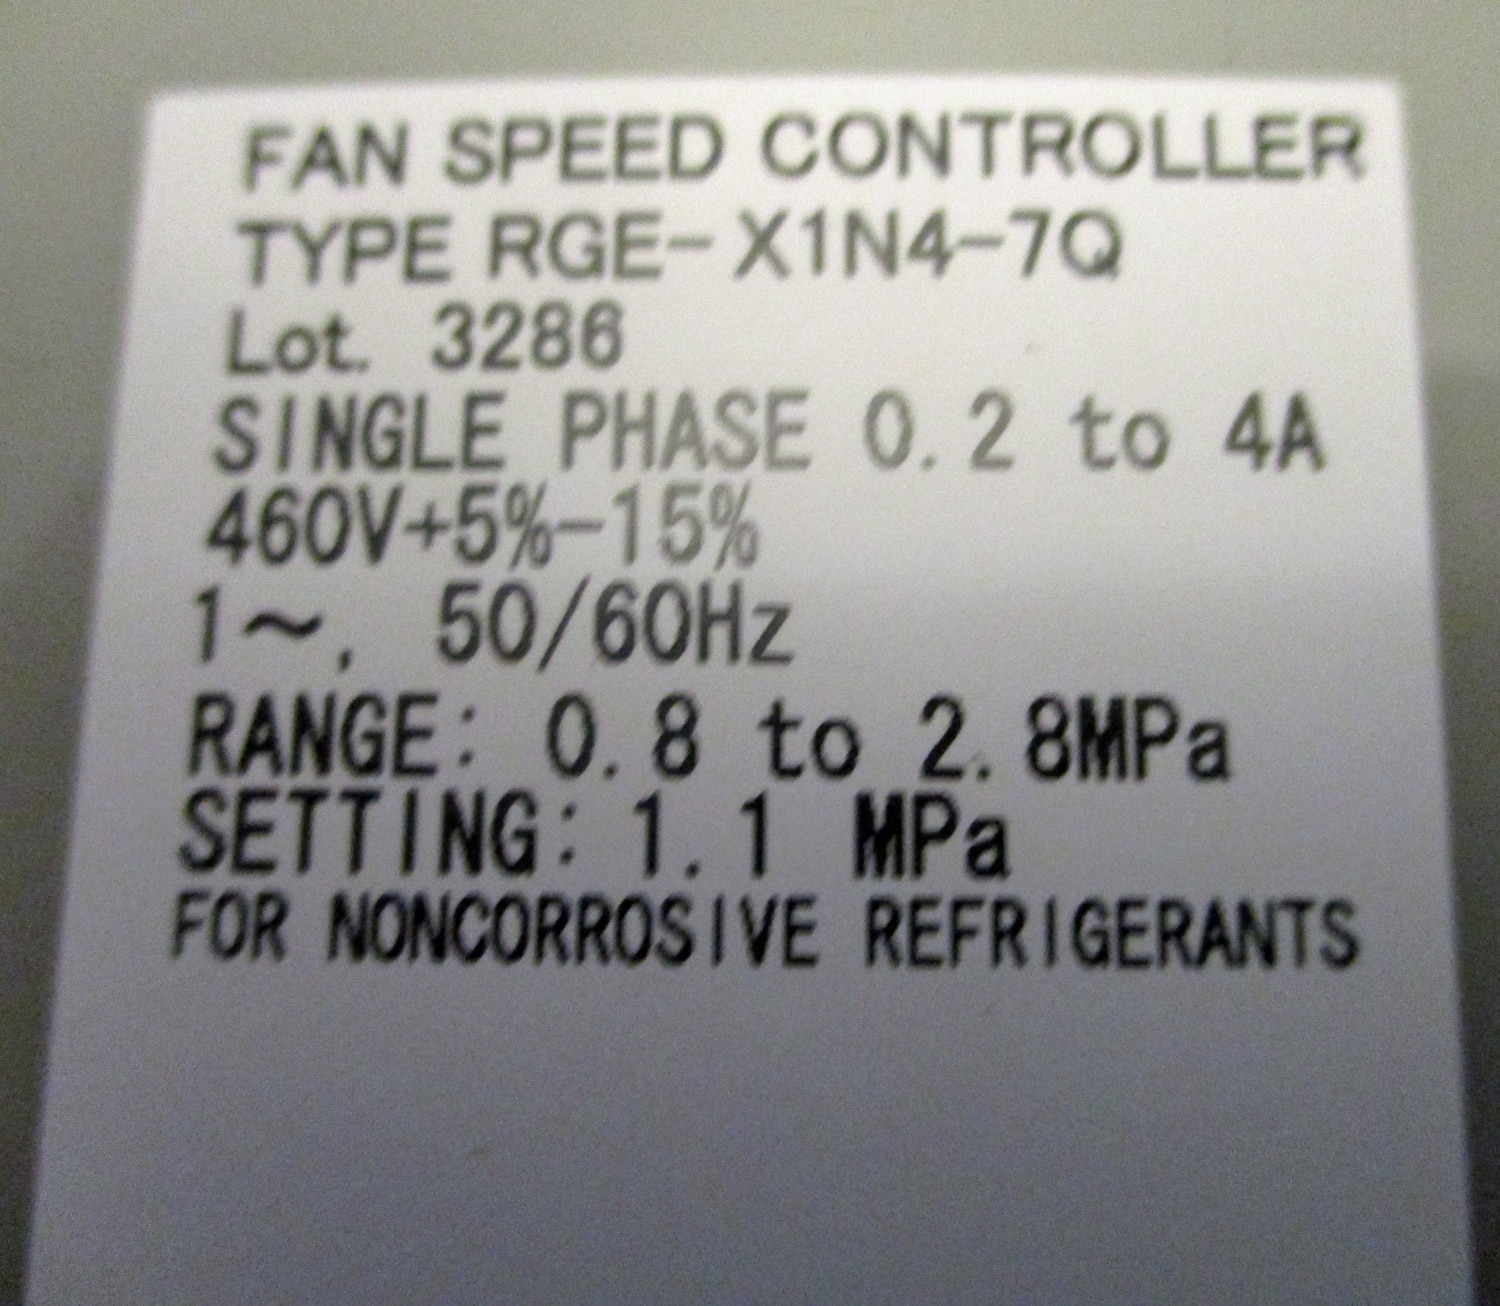 FAN SPEED CONTROLLER
TYPE RGE-X1N4-7Q
Lot. 3286
SINGLE PHASE 0.2 to 4A
460V+5%-15%
1~, 50/60Hz
RANGE: 0.8 to 2.8MPa
SETTING: 1.1 MPa
FOR NONCORROSIVE REFRIGERANTS